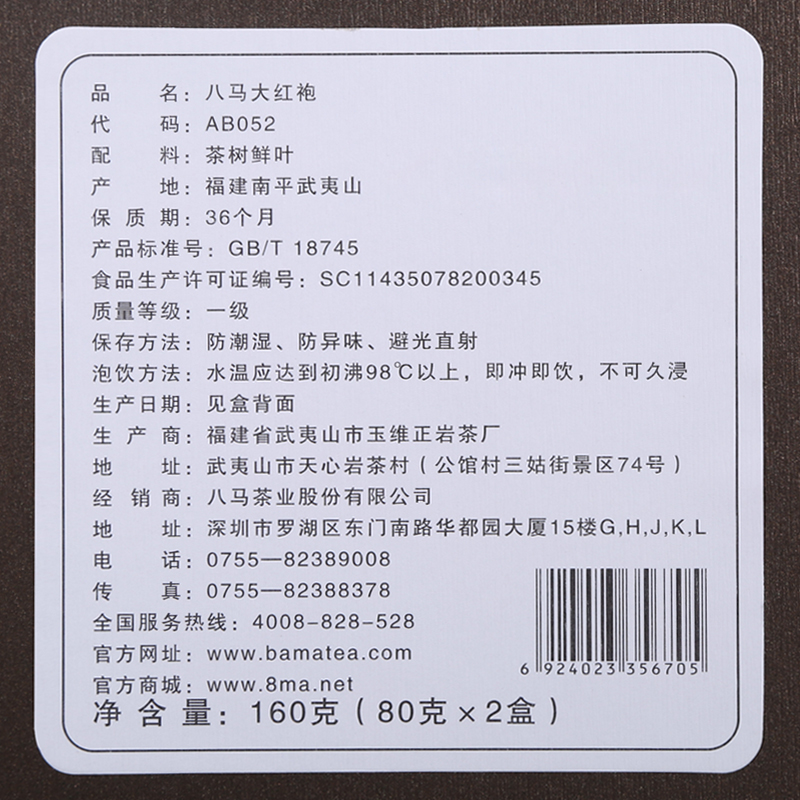 品名：八马大红袍
代码：AB052
配料：茶树鲜叶
产地：福建南平武夷山
保质期：36个月
产品标准号：GB/T 18745
食品生产许可证编号：SC11435078200345
质量等级：一级
保存方法：防潮湿、防异味、避光直射
泡饮方法：水温应达到初沸98℃以上，即冲即饮，不可久浸
生产日期：见盒背面
生产商：福建省武夷山市玉维正岩茶厂
地址：武夷山市天心岩茶村（公馆村三姑街景区74号）
经销商：八马茶业股份有限公司
地址：深圳市罗湖区东门南路华都园大厦15楼G,H,J,K,L
电话：0755—82389008
传真：0755—82388378
全国服务热线：4008-828-528
官方网址：www.bamatea.com
官方商城：www.8ma.net
净含量：160克（80克×2盒）
6 924023 356705